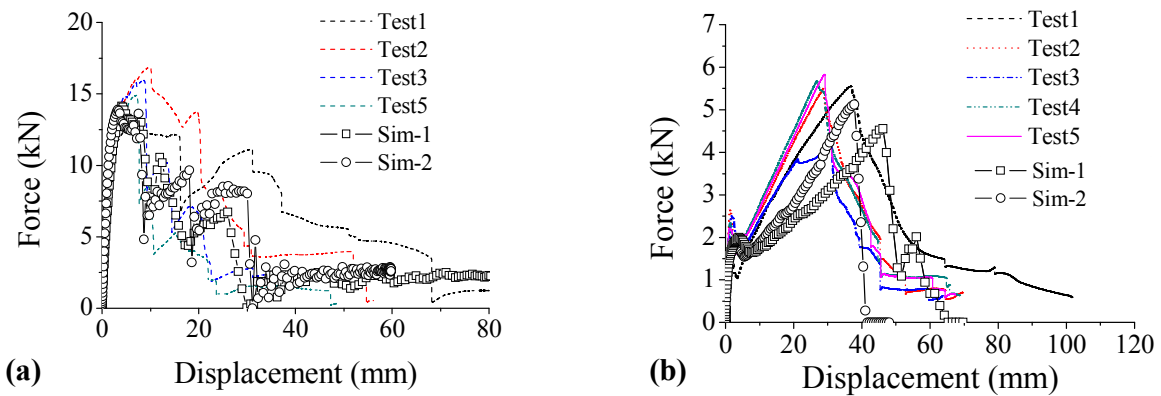 20
15
10
5
0
0 20 40 60 80
Force (kN)
Displacement (mm)
Test1
Test2
Test3
Test5
Sim-1
Sim-2
(a)
7
6
5
4
3
2
1
0
0 20 40 60 80 100 120
Force (kN)
Displacement (mm)
Test1
Test2
Test3
Test4
Test5
Sim-1
Sim-2
(b)